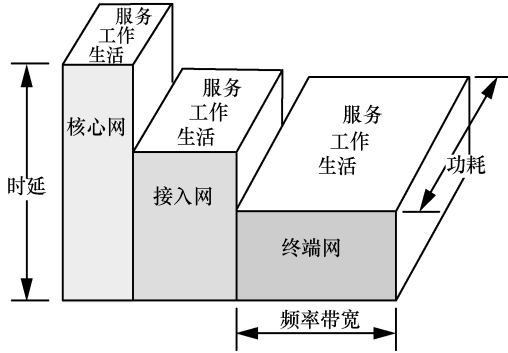 服务
工作
生活
核心网
服务
工作
生活
接入网
服务
工作
生活
终端网
时延
功耗
频率带宽